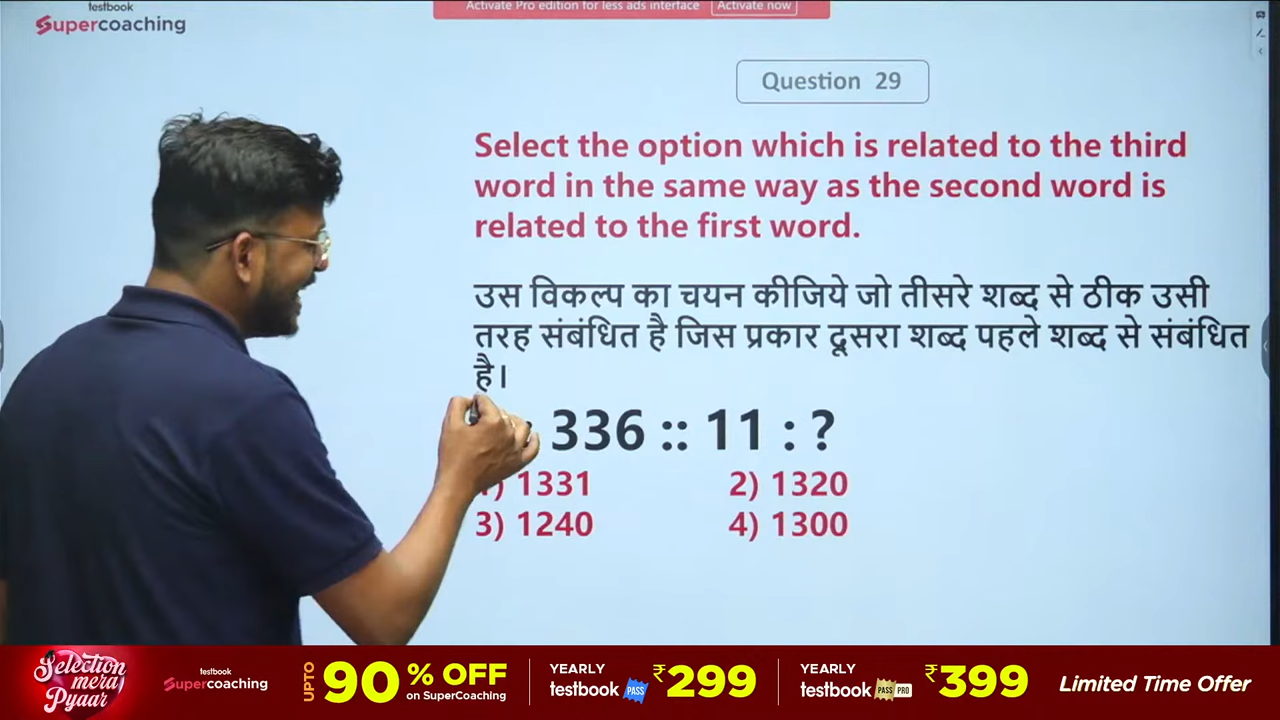 testbook
Supercoaching
Activate Pro edition for less ads interface Activate now
Question 29
Select the option which is related to the third
word in the same way as the second word is
related to the first word.
उस विकल्प का चयन कीजिये जो तीसरे शब्द से ठीक उसी
तरह संबंधित है जिस प्रकार दूसरा शब्द पहले शब्द से संबंधित
है।
336 :: 11 : ?
1) 1331 2) 1320
3) 1240 4) 1300
Selection mera Pyaar
testbook
Supercoaching
UPTO 90% OFF
on SuperCoaching
YEARLY
testbook PASS ₹299
YEARLY
testbook PASS PRO ₹399
Limited Time Offer